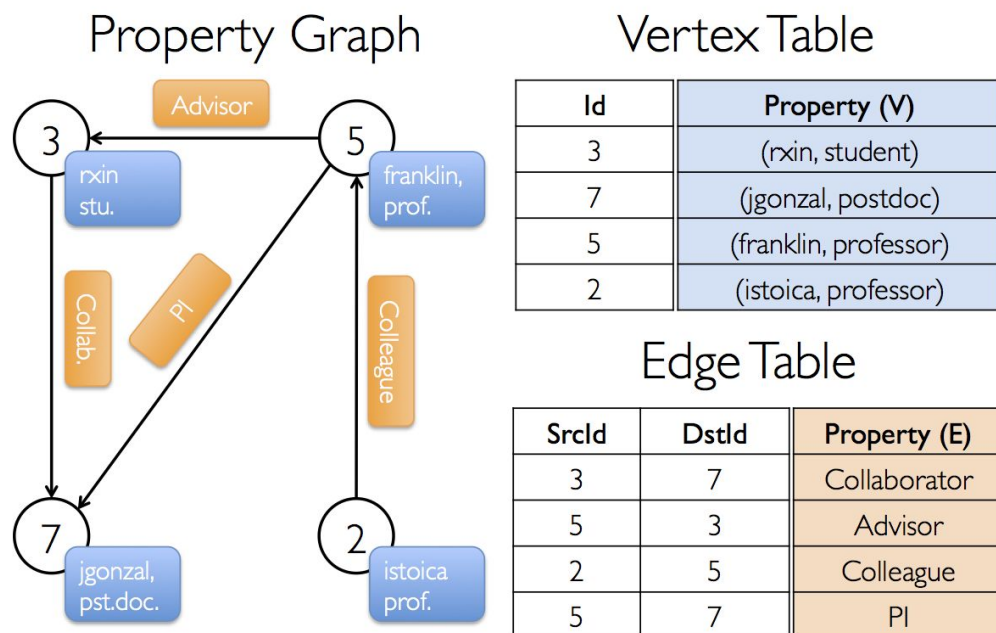 Property Graph
Advisor
3
5
rxin
stu.
franklin,
prof.
Collab.
PI
Colleague
7
2
jgonzal,
pst.doc.
istoica
prof.
Vertex Table
Id Property (V)
3 (rxin, student)
7 (jgonzal, postdoc)
5 (franklin, professor)
2 (istoica, professor)
Edge Table
SrcId DstId Property (E)
3 7 Collaborator
5 3 Advisor
2 5 Colleague
5 7 PI